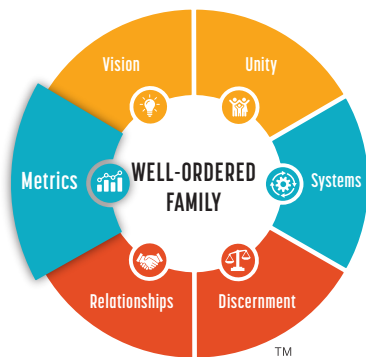 Vision
Unity
Metrics
WELL-ORDERED
FAMILY
Systems
Relationships
Discernment
TM